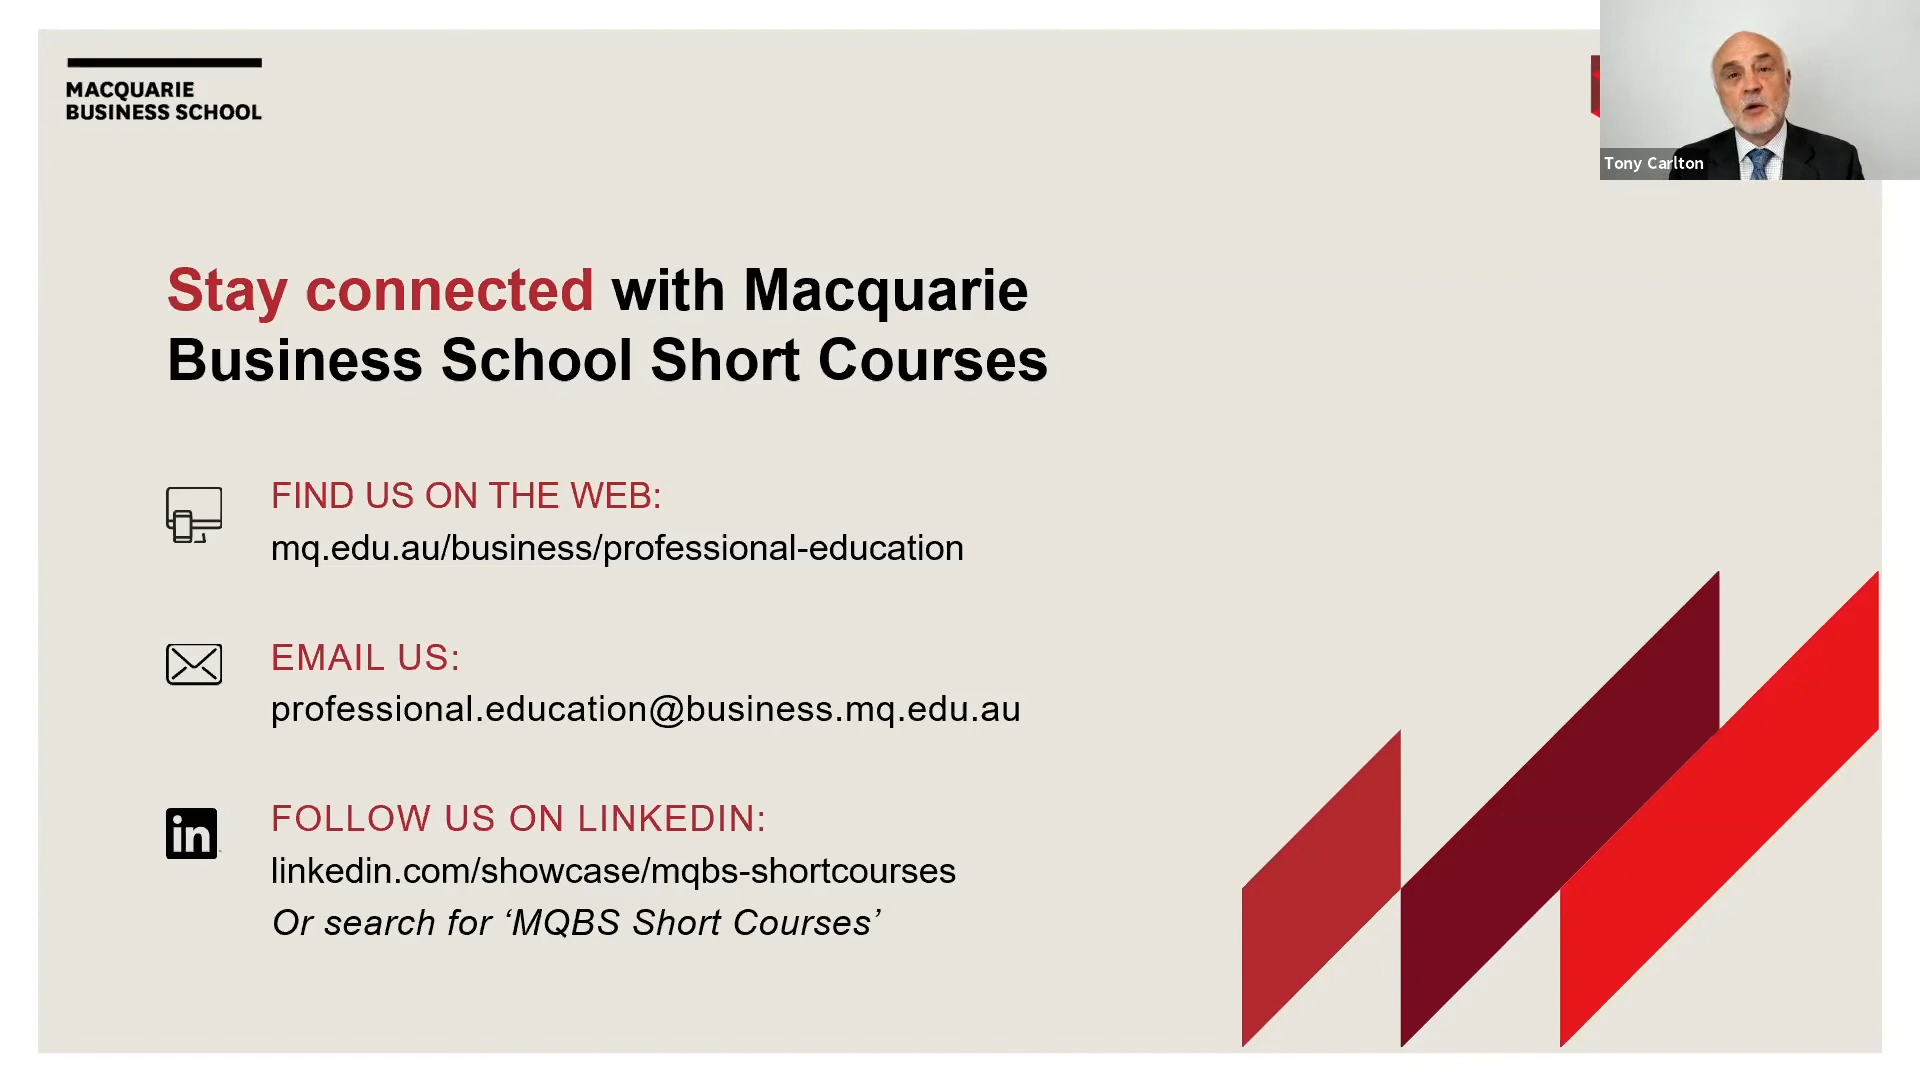 MACQUARIE
BUSINESS SCHOOL
Tony Carlton
Stay connected with Macquarie
Business School Short Courses
FIND US ON THE WEB:
mq.edu.au/business/professional-education
EMAIL US:
professional.education@business.mq.edu.au
in
FOLLOW US ON LINKEDIN:
linkedin.com/showcase/mqbs-shortcourses
Or search for ‘MQBS Short Courses’